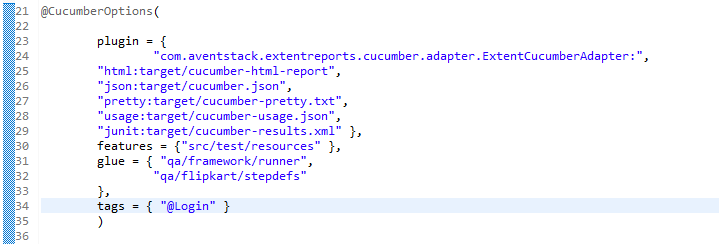 21 @CucumberOptions(
22
23 plugin = {
24 "com.aventstack.extentreports.cucumber.adapter.ExtentCucumberAdapter:",
25 "html:target/cucumber-html-report",
26 "json:target/cucumber.json",
27 "pretty:target/cucumber-pretty.txt",
28 "usage:target/cucumber-usage.json",
29 "junit:target/cucumber-results.xml" },
30 features = {"src/test/resources" },
31 glue = { "qa/framework/runner",
32 "qa/flipkart/stepdefs"
33 },
34 tags = { "@Login" }
35 )
36